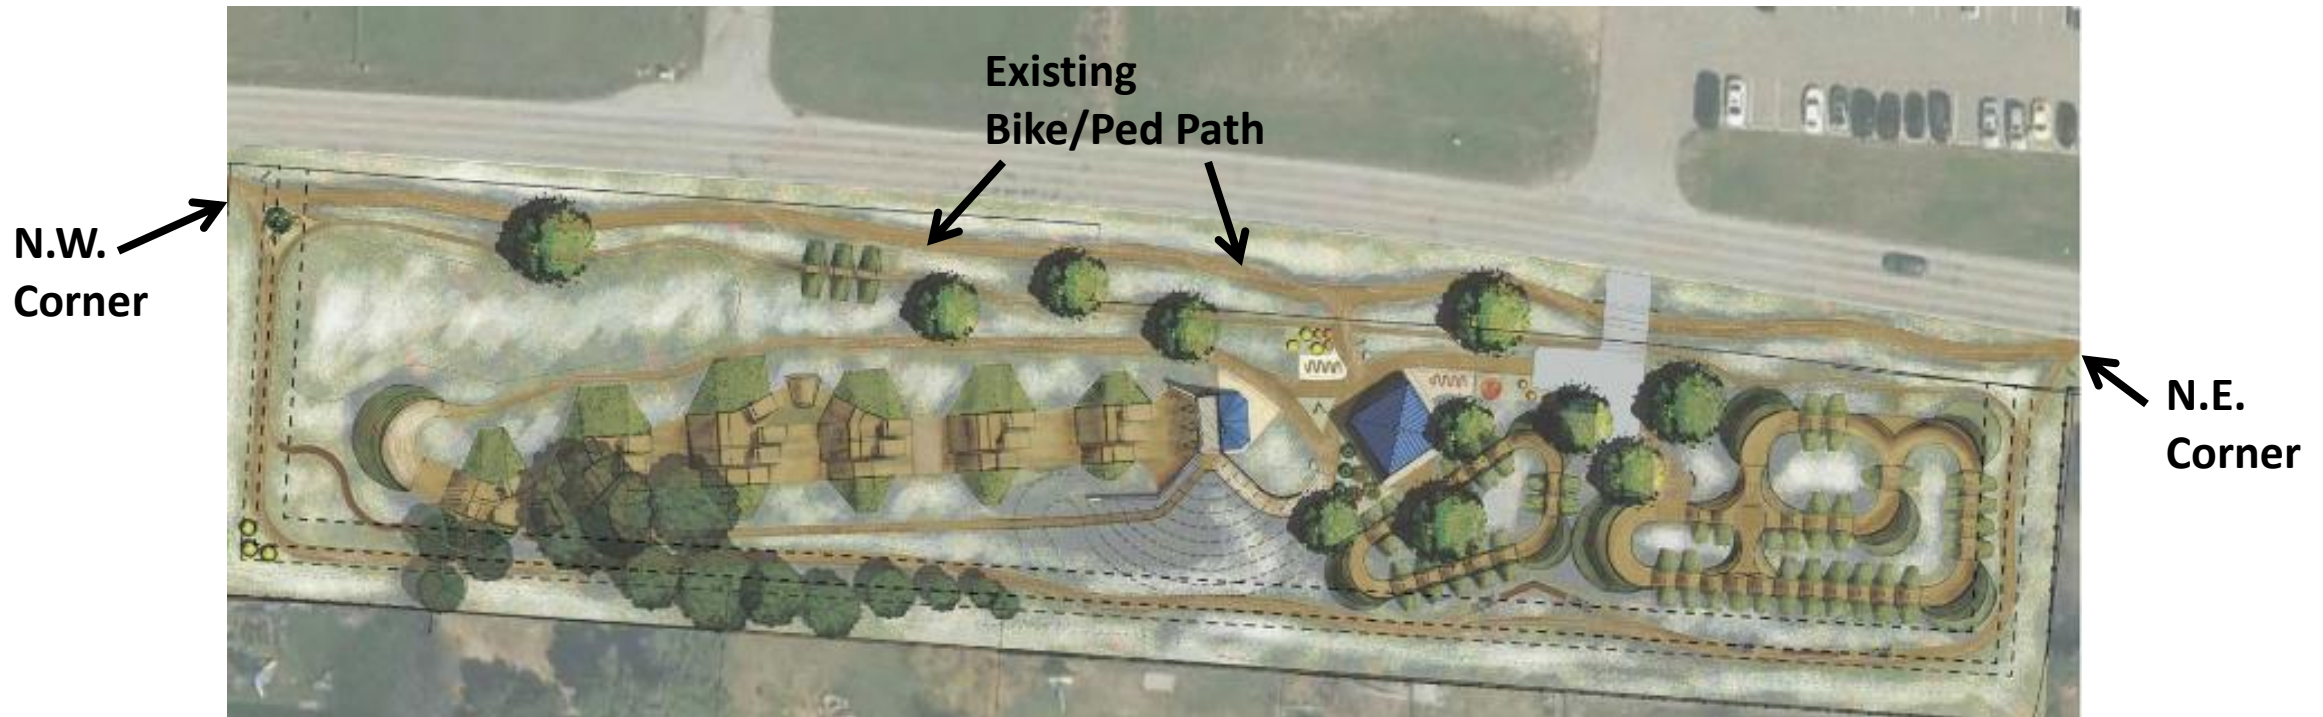 Existing
Bike/Ped Path
N.W.
Corner
N.E.
Corner